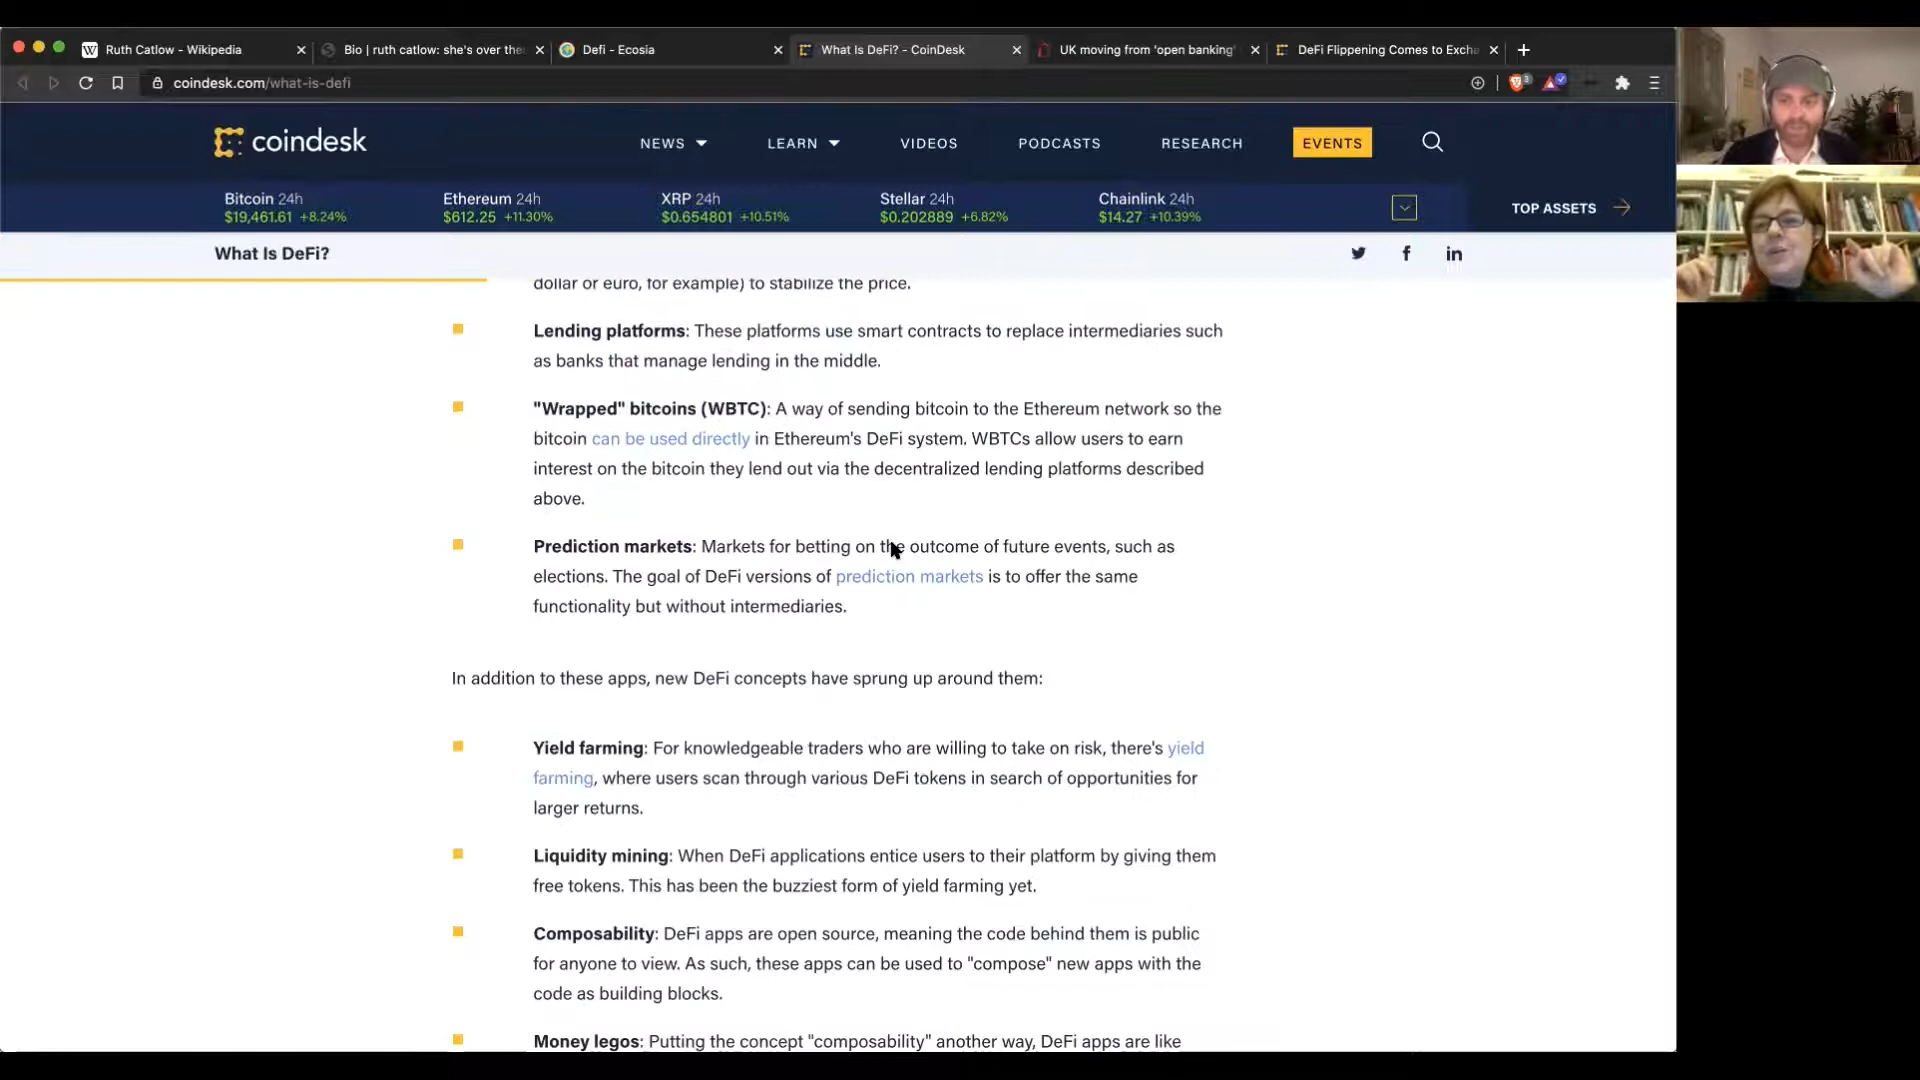 Ruth Catlow - Wikipedia
Bio | ruth catlow: she's over the
Defi - Ecosia
What Is DeFi? - CoinDesk
UK moving from 'open banking'
DeFi Flippening Comes to Excha
coindesk.com/what-is-defi
coindesk
NEWS
LEARN
VIDEOS
PODCASTS
RESEARCH
EVENTS
Bitcoin 24h
$19,461.61 +8.24%
Ethereum 24h
$612.25 +11.30%
XRP 24h
$0.654801 +10.51%
Stellar 24h
$0.202889 +6.82%
Chainlink 24h
$14.27 +10.39%
TOP ASSETS
What Is DeFi?
dollar or euro, for example) to stabilize the price.
Lending platforms: These platforms use smart contracts to replace intermediaries such
as banks that manage lending in the middle.
"Wrapped" bitcoins (WBTC): A way of sending bitcoin to the Ethereum network so the
bitcoin can be used directly in Ethereum's DeFi system. WBTCs allow users to earn
interest on the bitcoin they lend out via the decentralized lending platforms described
above.
Prediction markets: Markets for betting on the outcome of future events, such as
elections. The goal of DeFi versions of prediction markets is to offer the same
functionality but without intermediaries.
In addition to these apps, new DeFi concepts have sprung up around them:
Yield farming: For knowledgeable traders who are willing to take on risk, there's yield
farming, where users scan through various DeFi tokens in search of opportunities for
larger returns.
Liquidity mining: When DeFi applications entice users to their platform by giving them
free tokens. This has been the buzziest form of yield farming yet.
Composability: DeFi apps are open source, meaning the code behind them is public
for anyone to view. As such, these apps can be used to "compose" new apps with the
code as building blocks.
Money legos: Putting the concept "composability" another way, DeFi apps are like